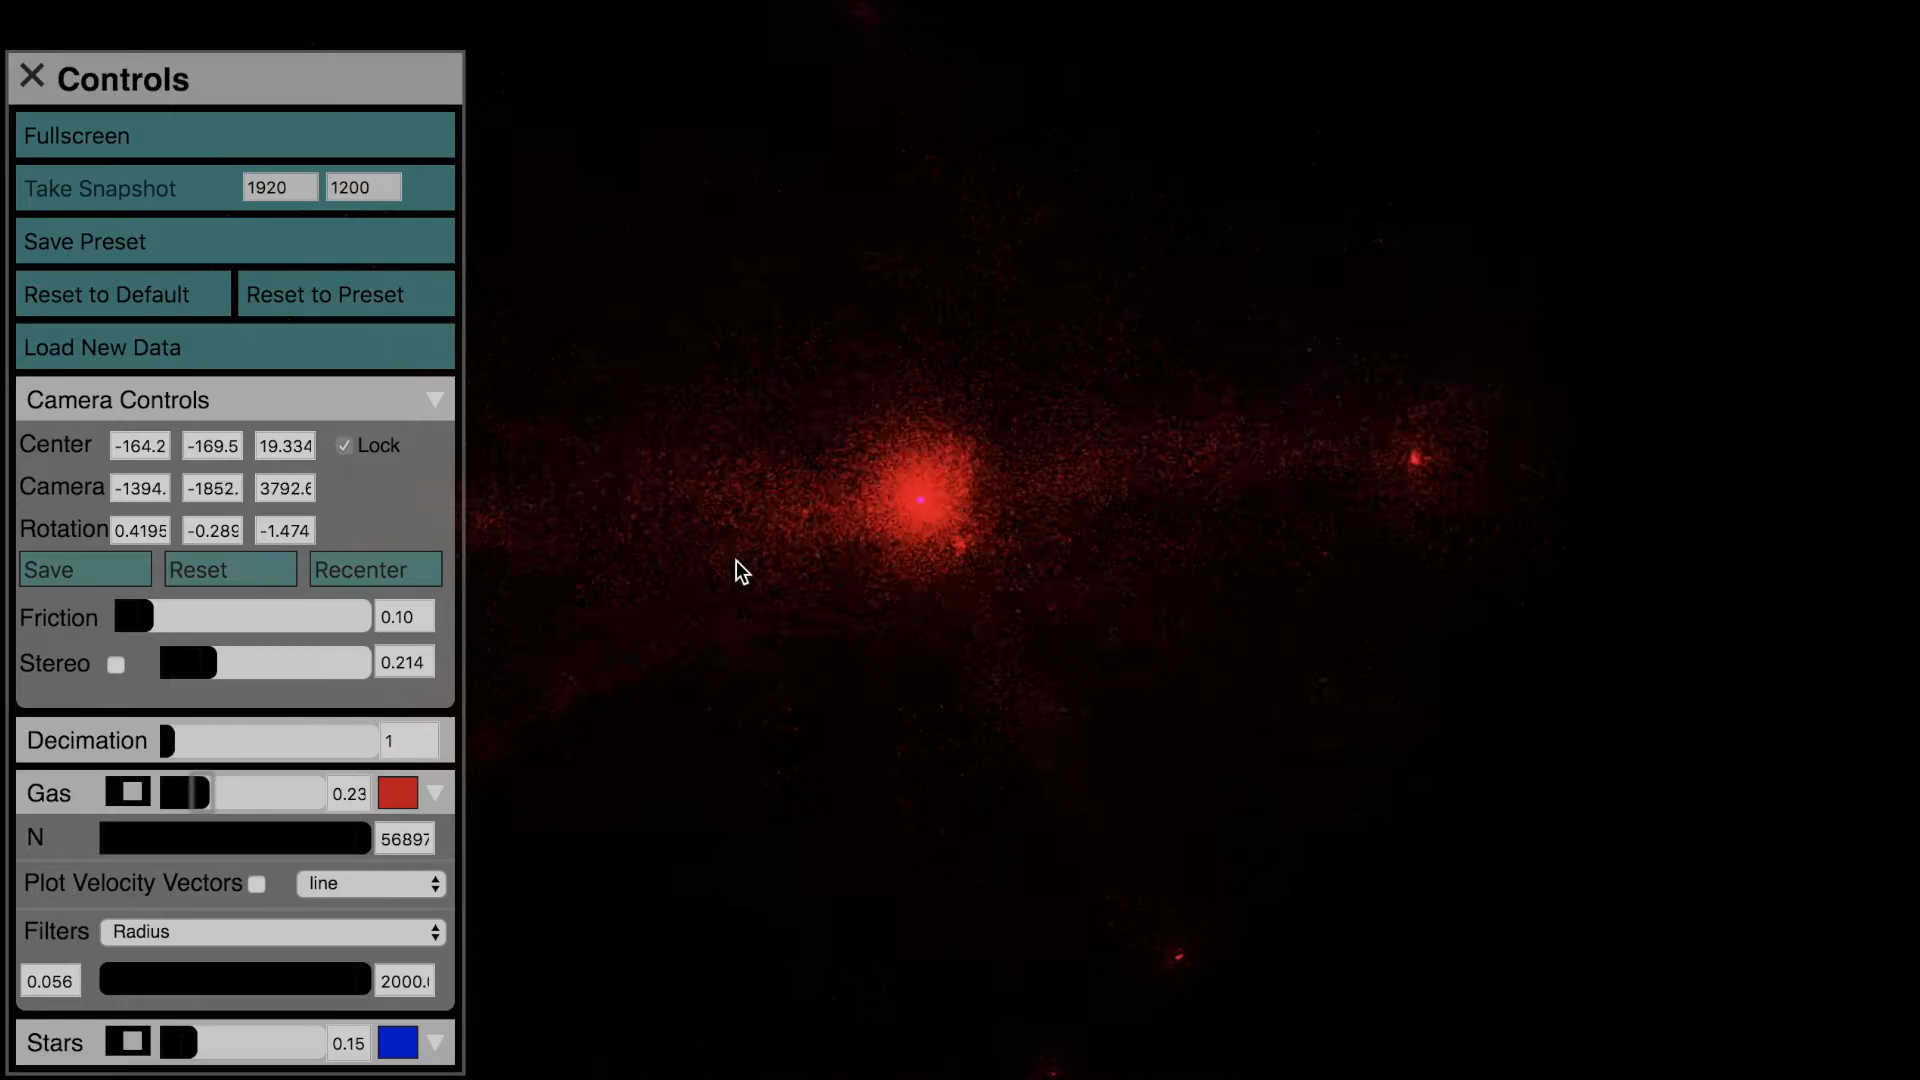 Controls
Fullscreen
Take Snapshot 1920 1200
Save Preset
Reset to Default Reset to Preset
Load New Data
Camera Controls
Center -164.2 -169.5 19.334 Lock
Camera -1394. -1852. 3792.6
Rotation 0.4195 -0.289 -1.474
Save Reset Recenter
Friction 0.10
Stereo 0.214
Decimation 1
Gas 0.23
N 56897
Plot Velocity Vectors line
Filters Radius
0.056 2000.
Stars 0.15